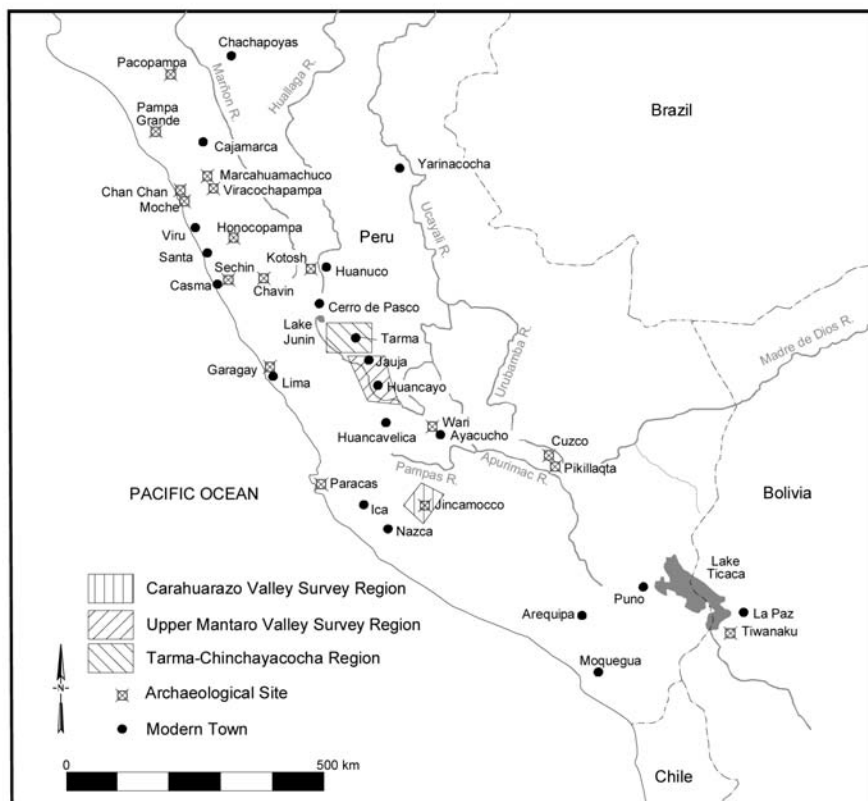 Chachapoyas
Pacopampa
Marñon R.
Huallaga R.
Brazil
Pampa
Grande
Cajamarca
Yarinacocha
Marcahuamachuco
Viracochapampa
Chan Chan
Moche
Ucayali R.
Viru
Honocopampa
Peru
Santa
Sechin
Kotosh
Huanuco
Casma
Chavin
Cerro de Pasco
Lake
Junin
Tarma
Urubamba R.
Madre de Dios R.
Jauja
Garagay
Lima
Huancayo
Wari
Huancavelica
Ayacucho
Cuzco
Pikillaqta
Pampas R.
Apurimac R.
PACIFIC OCEAN
Paracas
Bolivia
Ica
Jincamocco
Nazca
Lake
Ticaca
Puno
Carahuarazo Valley Survey Region
Arequipa
La Paz
Upper Mantaro Valley Survey Region
Tiwanaku
Tarma-Chinchayacocha Region
Moquegua
N
Archaeological Site
Modern Town
0
500 km
Chile